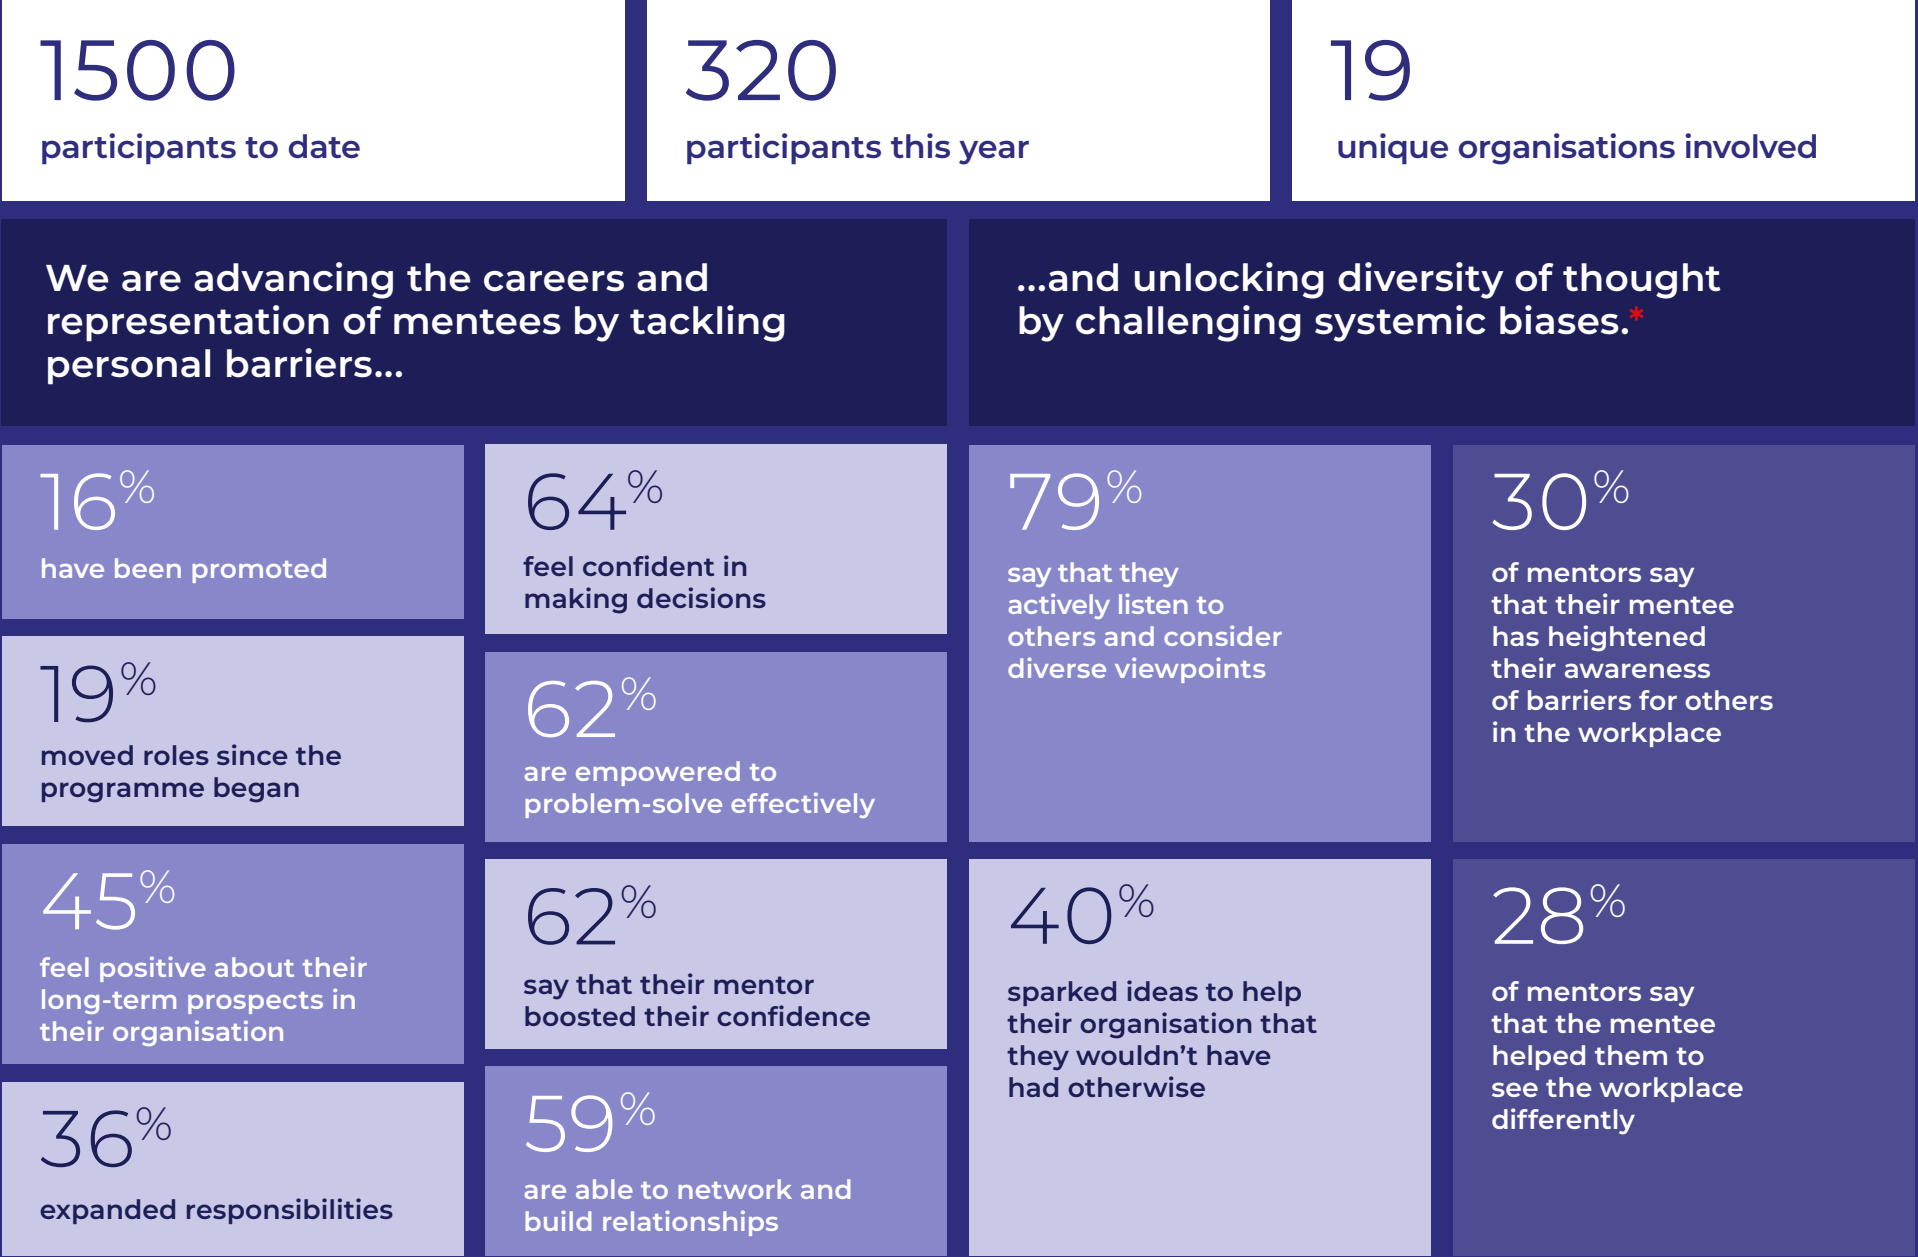 1500
participants to date
320
participants this year
19
unique organisations involved
We are advancing the careers and
representation of mentees by tackling
personal barriers...
...and unlocking diversity of thought
by challenging systemic biases.*
16%
have been promoted
19%
moved roles since the
programme began
45%
feel positive about their
long-term prospects in
their organisation
36%
expanded responsibilities
64%
feel confident in
making decisions
62%
are empowered to
problem-solve effectively
62%
say that their mentor
boosted their confidence
59%
are able to network and
build relationships
79%
say that they
actively listen to
others and consider
diverse viewpoints
40%
sparked ideas to help
their organisation that
they wouldn’t have
had otherwise
30%
of mentors say
that their mentee
has heightened
their awareness
of barriers for others
in the workplace
28%
of mentors say
that the mentee
helped them to
see the workplace
differently